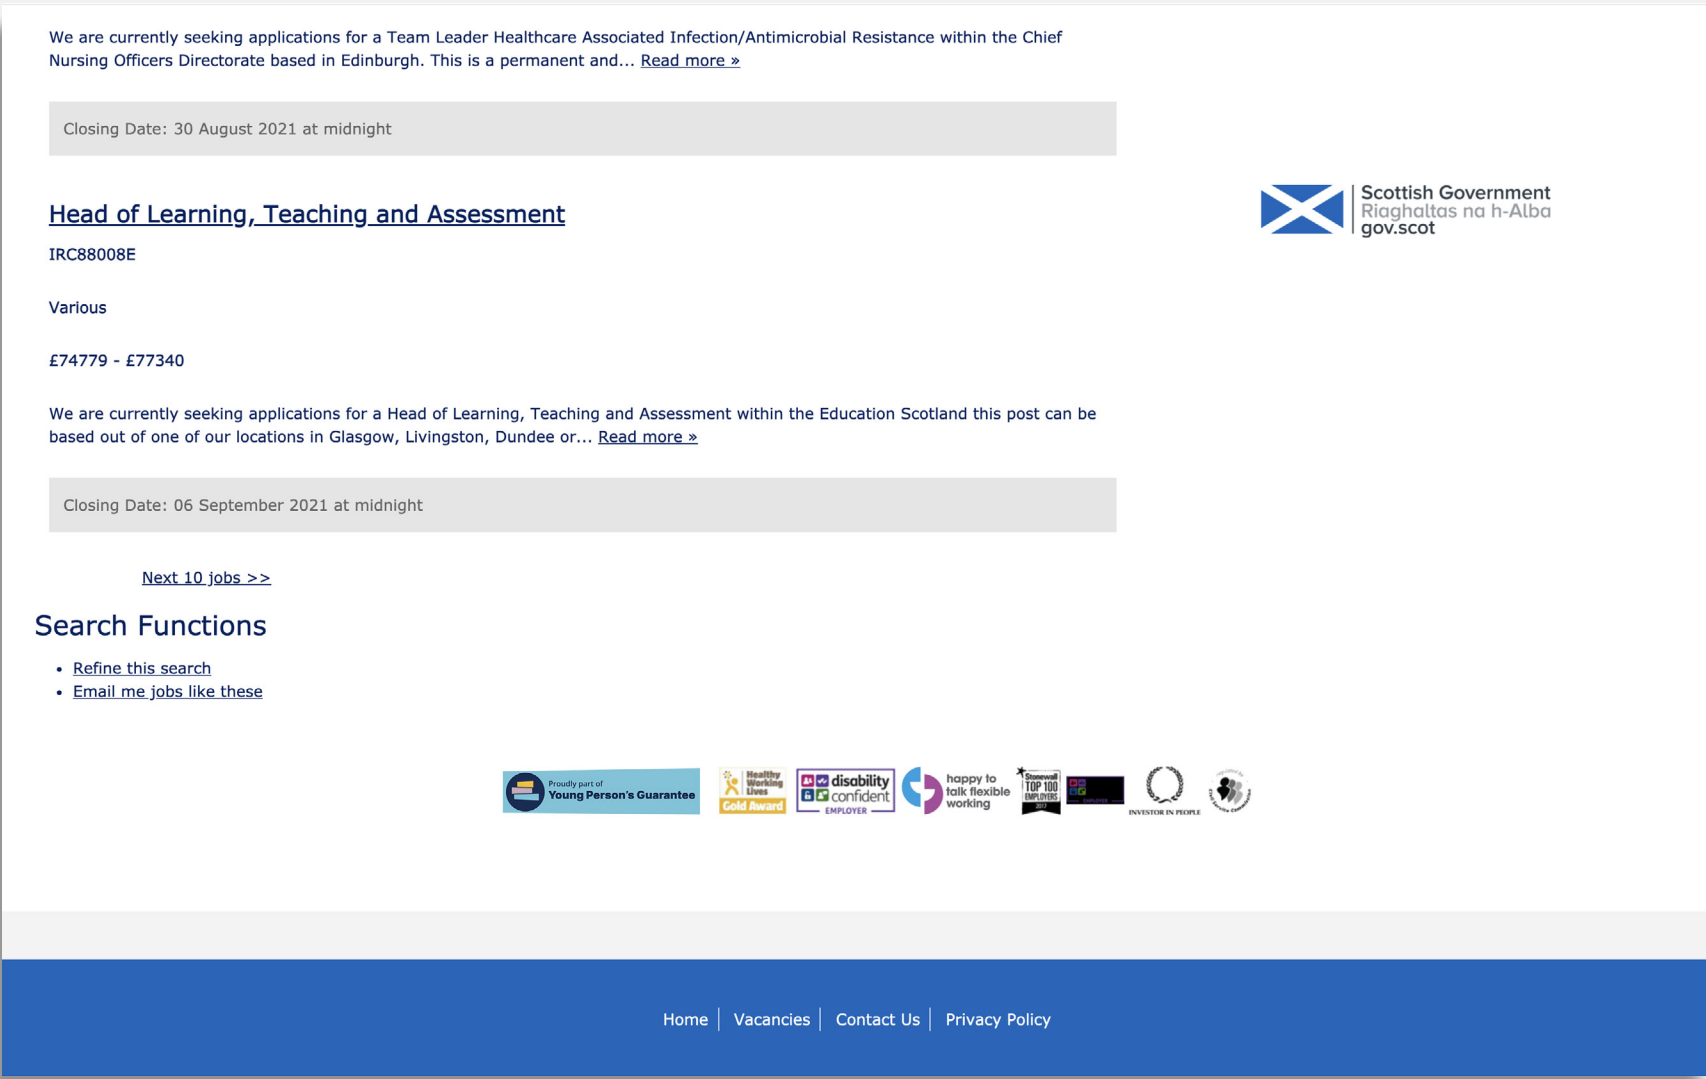 We are currently seeking applications for a Team Leader Healthcare Associated Infection/Antimicrobial Resistance within the Chief
Nursing Officers Directorate based in Edinburgh. This is a permanent and... Read more »
Closing Date: 30 August 2021 at midnight
Head of Learning, Teaching and Assessment
IRC88008E
Various
£74779 - £77340
We are currently seeking applications for a Head of Learning, Teaching and Assessment within the Education Scotland this post can be
based out of one of our locations in Glasgow, Livingston, Dundee or... Read more »
Closing Date: 06 September 2021 at midnight
Scottish Government
Riaghaltas na h-Alba
gov.scot
Next 10 jobs >>
Search Functions
• Refine this search
• Email me jobs like these
Proudly part of
Young Person's Guarantee
Healthy
Working
Lives
Gold Award
disability
confident
EMPLOYER
happy to
talk flexible
working
Stonewall
TOP 100
EMPLOYERS
2017
EMPLOYER
INVESTOR IN PEOPLE
Home
Vacancies
Contact Us
Privacy Policy